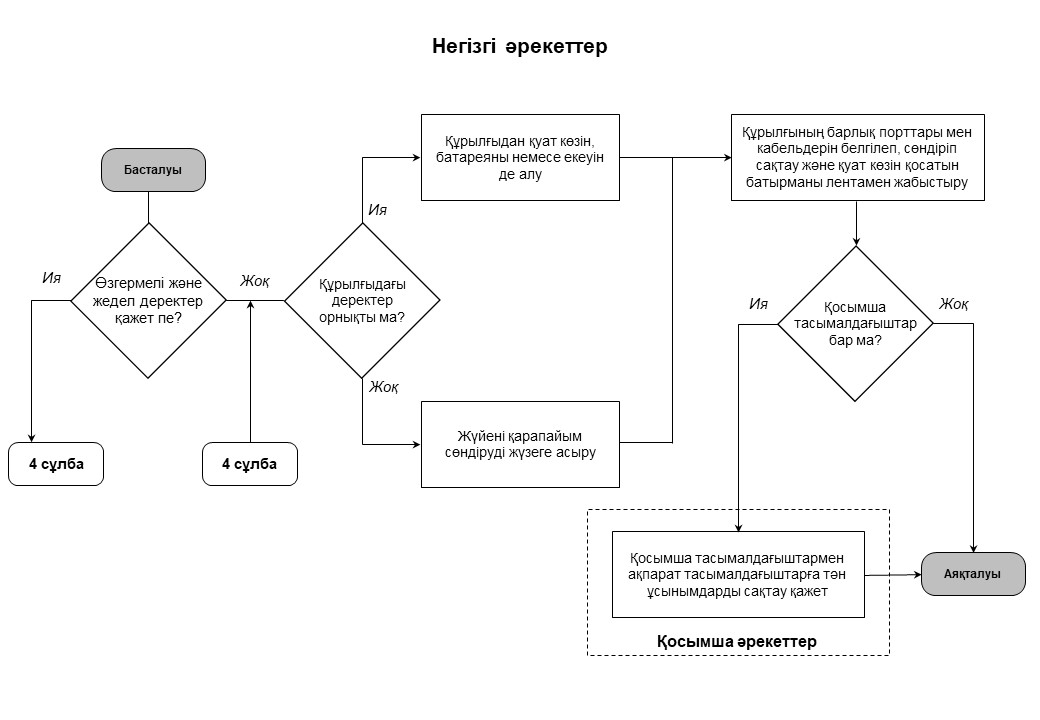 Негізгі әрекеттер
Басталуы
Өзгермелі және
жедел деректер
қажет пе?
Ия
Жоқ
4 сұлба
4 сұлба
Құрылғыдағы
деректер
орнықты ма?
Ия
Жоқ
Құрылғыдан қуат көзін,
батареяны немесе екеуін
де алу
Жүйені қарапайым
сөндіруді жүзеге асыру
Құрылғының барлық порттары мен
кабельдерін белгілеп, сөндіріп
сақтау және қуат көзін қосатын
батырманы лентамен жабыстыру
Қосымша
тасымалдағыштар
бар ма?
Ия
Жоқ
Қосымша тасымалдағыштармен
ақпарат тасымалдағыштарға тән
ұсынымдарды сақтау қажет
Қосымша әрекеттер
Аяқталуы